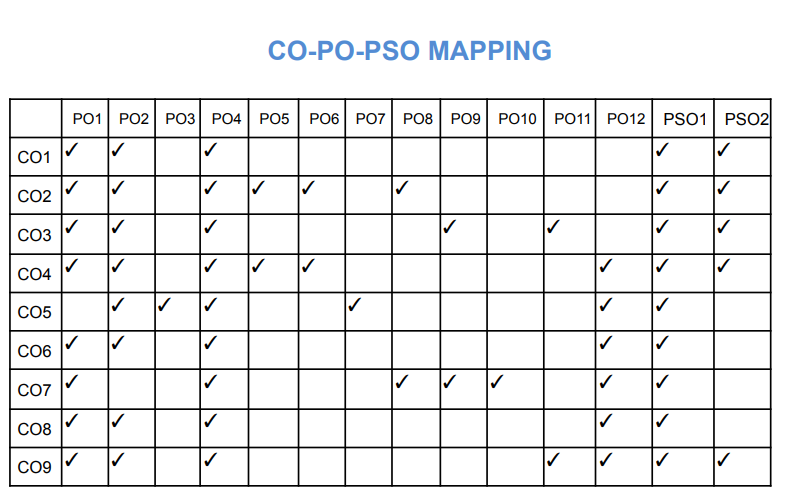 CO-PO-PSO MAPPING
PO1 PO2 PO3 PO4 PO5 PO6 PO7 PO8 PO9 PO10 PO11 PO12 PSO1 PSO2
CO1 ✓ ✓ ✓ ✓ ✓
CO2 ✓ ✓ ✓ ✓ ✓ ✓ ✓ ✓
CO3 ✓ ✓ ✓ ✓ ✓ ✓ ✓
CO4 ✓ ✓ ✓ ✓ ✓ ✓ ✓ ✓
CO5 ✓ ✓ ✓ ✓ ✓ ✓
CO6 ✓ ✓ ✓ ✓ ✓
CO7 ✓ ✓ ✓ ✓ ✓ ✓ ✓
CO8 ✓ ✓ ✓ ✓ ✓
CO9 ✓ ✓ ✓ ✓ ✓ ✓ ✓